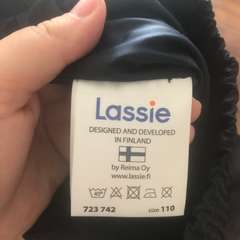 Lassie
DESIGNED AND DEVELOPED
IN FINLAND
by Reima Oy
www.lassie.fi
723 742 size 110